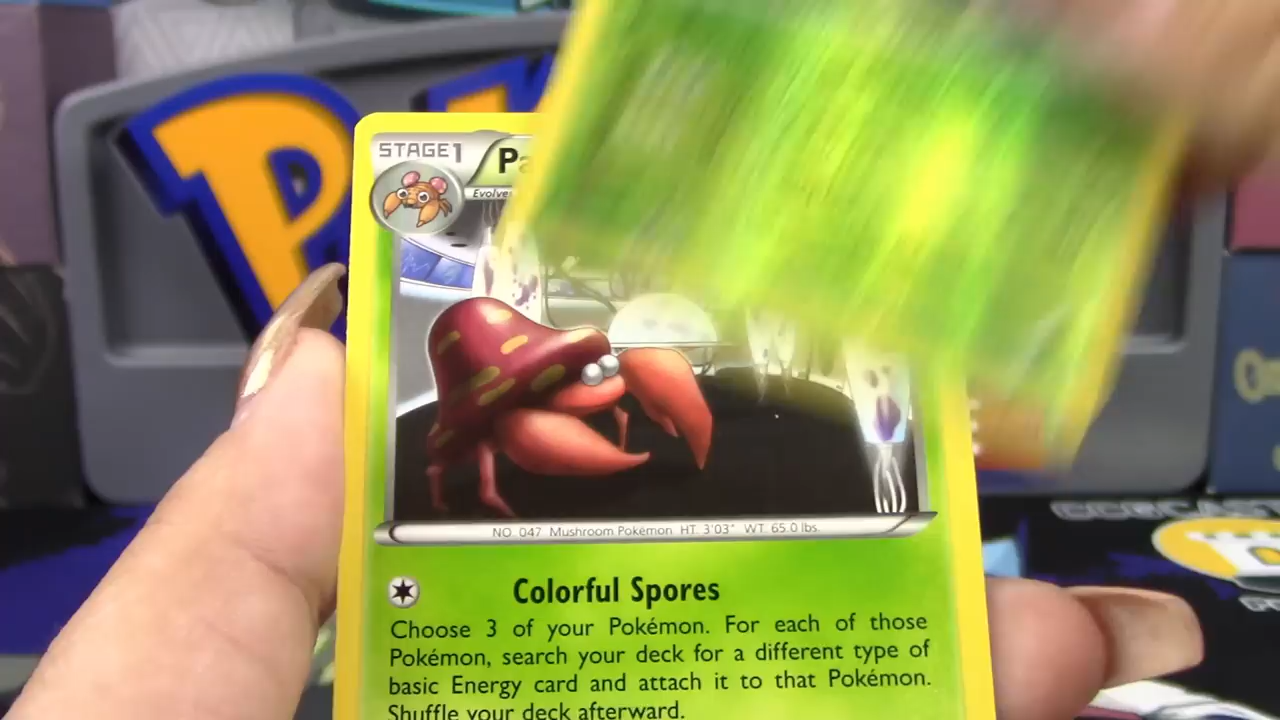 STAGE1
Pa
Evolve
NO. 047 Mushroom Pokémon HT. 3'03" WT. 65.0 lbs.
Colorful Spores
Choose 3 of your Pokémon. For each of those
Pokémon, search your deck for a different type of
basic Energy card and attach it to that Pokémon.
Shuffle your deck afterward.